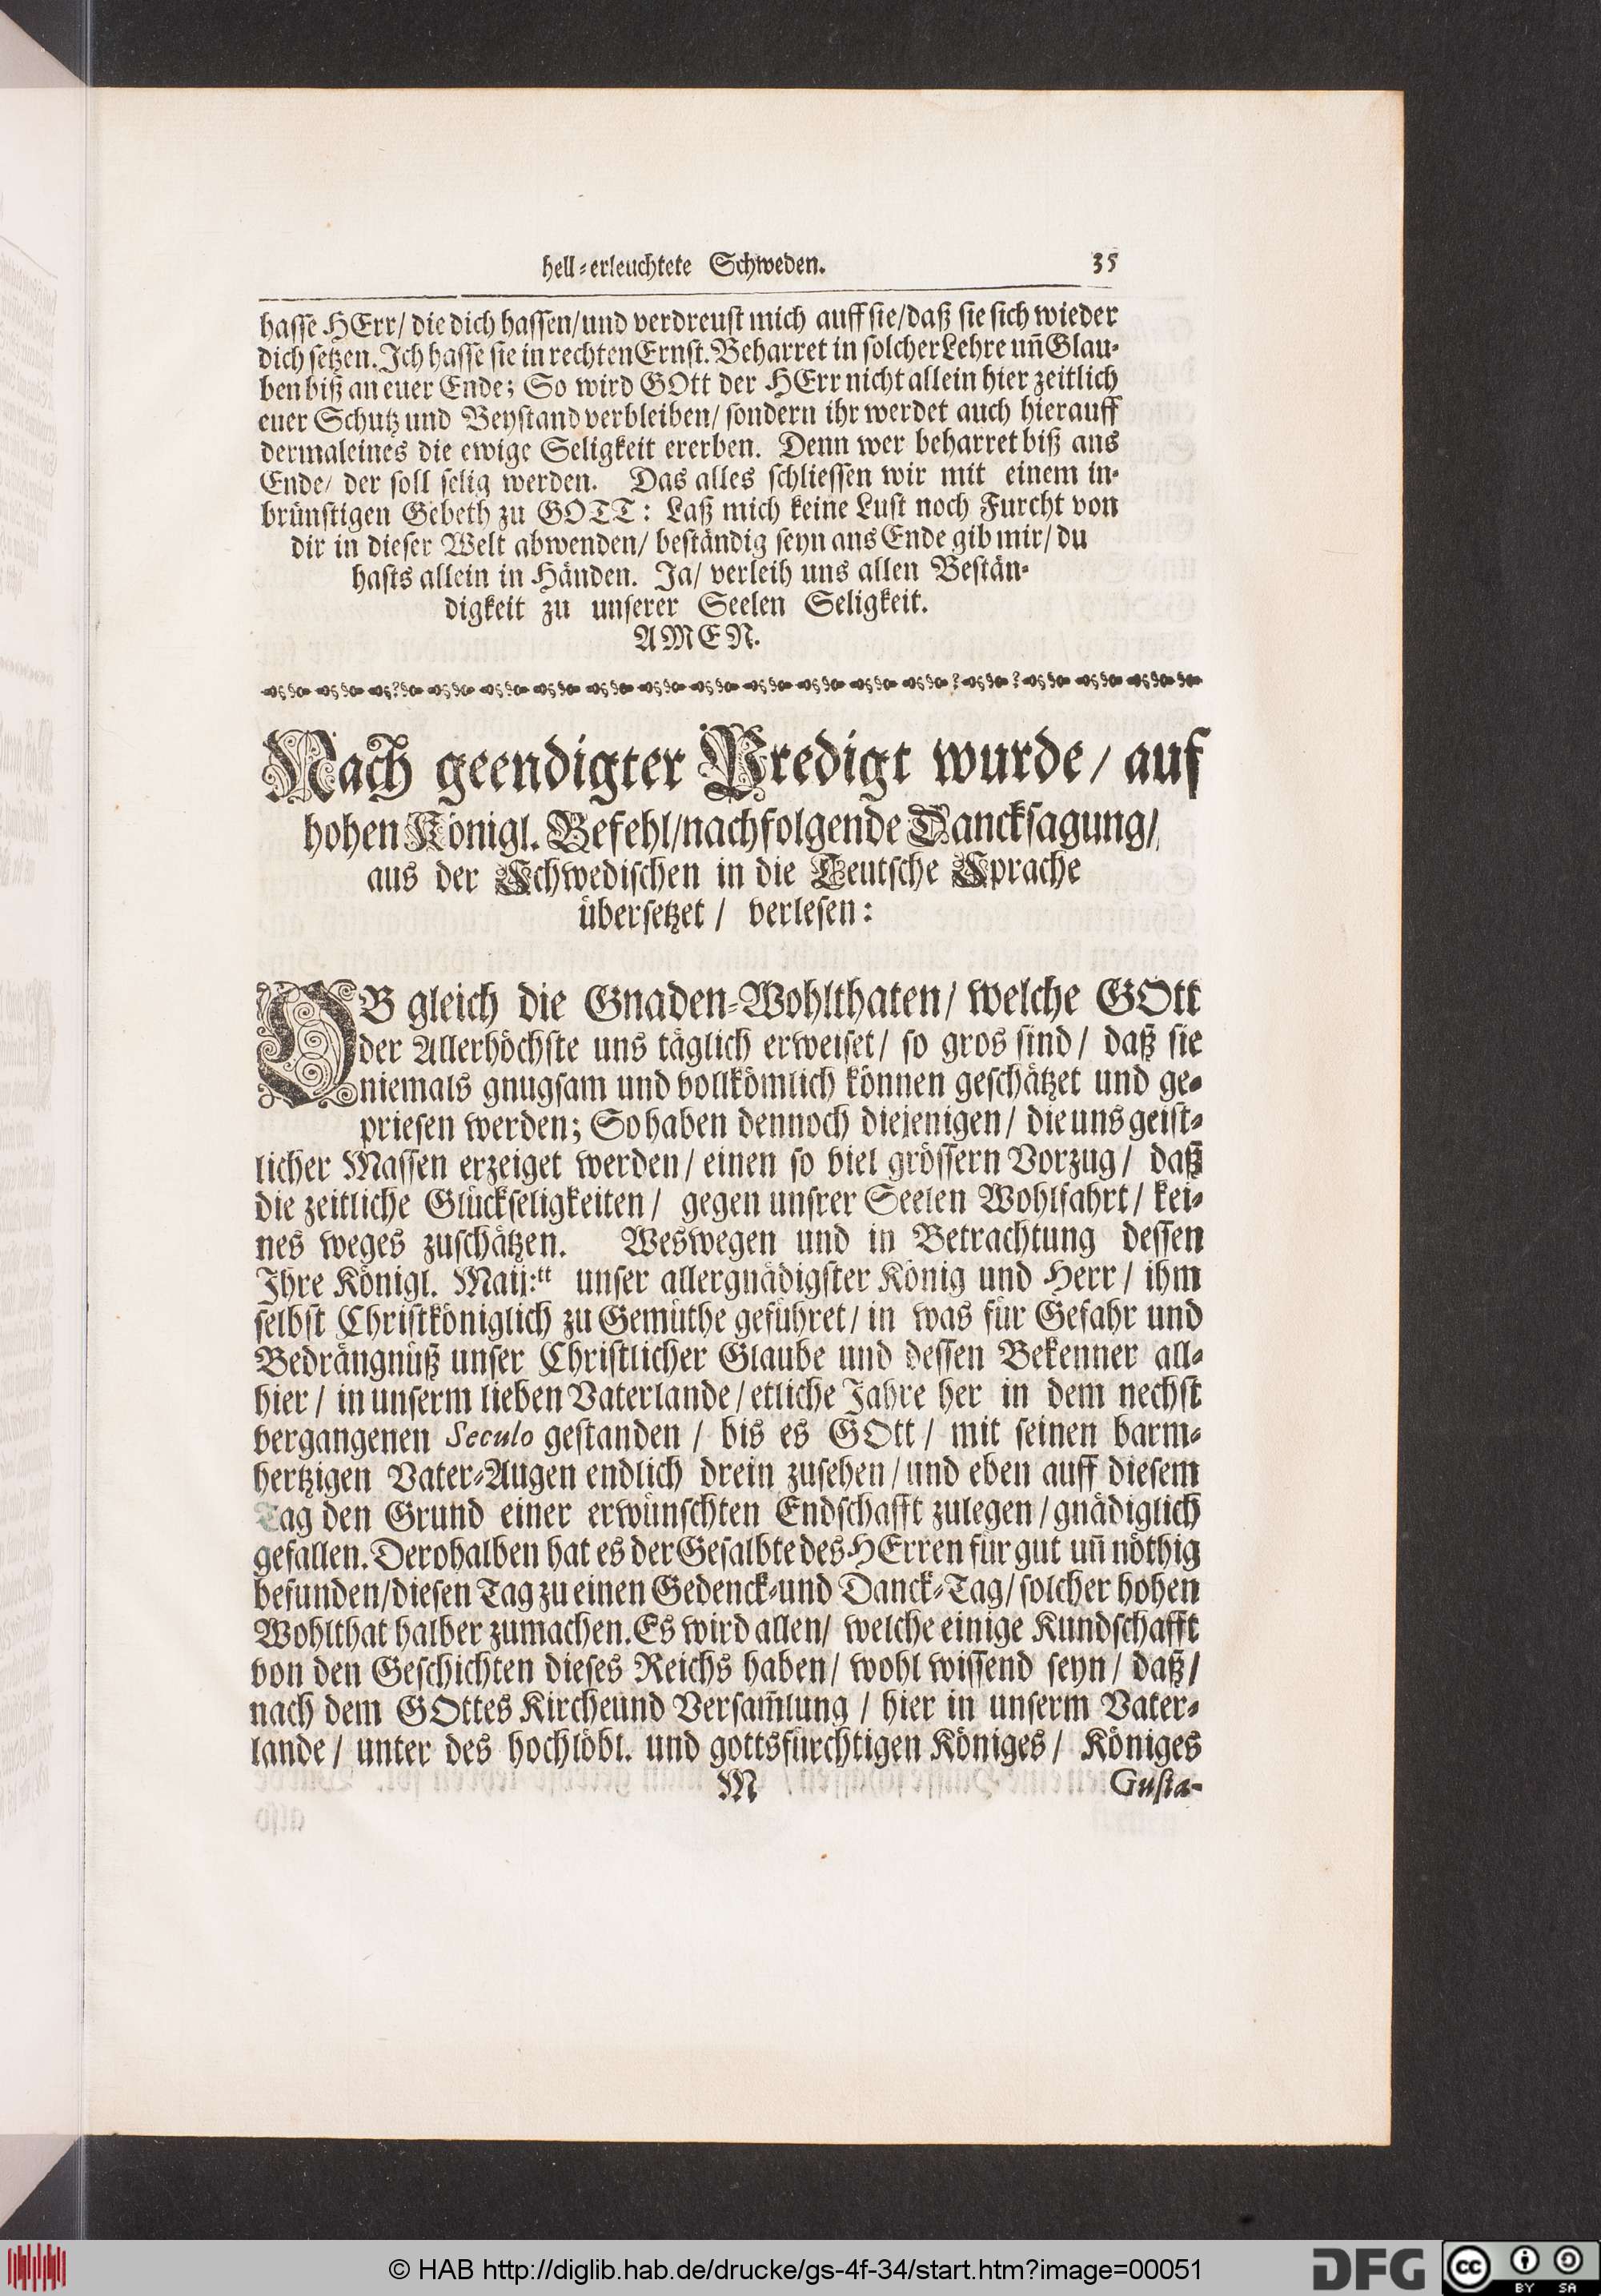 hell-erleuchtete Schweden. 35
hasse HErr/ die dich hassen/ und verdreust mich auff sie/ daß sie sich wieder
dich setzen. Ich hasse sie in rechten Ernst. Beharret in solcher Lehre uñ Glau-
ben biß an euer Ende; So wird GOtt der HErr nicht allein hier zeitlich
euer Schutz und Beystand verbleiben/ sondern ihr werdet auch hierauff
dermaleines die ewige Seligkeit ererben. Denn wer beharret biß ans
Ende/ der soll selig werden. Das alles schliessen wir mit einem in-
brünstigen Gebeth zu GOTT: Laß mich keine Lust noch Furcht von
dir in dieser Welt abwenden/ beständig seyn ans Ende gib mir/ du
hasts allein in Händen. Ja/ verleih uns allen Bestän-
digkeit zu unserer Seelen Seligkeit.
AMEN.
Nach geendigter Predigt wurde/ auf
hohen Königl. Befehl/ nachfolgende Dancksagung/
aus der Schwedischen in die Teutsche Sprache
übersetzet / verlesen:
OB gleich die Gnaden-Wohlthaten/ welche GOtt
der Allerhöchste uns täglich erweiset/ so gros sind/ daß sie
niemals gnugsam und vollkömlich können geschätzet und ge-
priesen werden; So haben dennoch diejenigen/ die uns geist-
licher Massen erzeiget werden/ einen so viel grössern Vorzug/ daß
die zeitliche Glückseligkeiten/ gegen unsrer Seelen Wohlfahrt/ kei-
nes weges zuschätzen. Weswegen und in Betrachtung dessen
Ihre Königl. Maij:tt unser allergnädigster König und Herr/ ihm
selbst Christköniglich zu Gemüthe geführet/ in was für Gefahr und
Bedrängnüß unser Christlicher Glaube und dessen Bekenner all-
hier/ in unserm lieben Vaterlande/ etliche Jahre her in dem nechst
vergangenen Seculo gestanden / bis es GOtt/ mit seinen barm-
hertzigen Vater-Augen endlich drein zusehen/ und eben auff diesem
Tag den Grund einer erwünschten Endschafft zulegen/ gnädiglich
gefallen. Derohalben hat es der Gesalbte des HErren für gut uñ nöthig
befunden/ diesen Tag zu einen Gedenck-und Danck-Tag/ solcher hohen
Wohlthat halber zumachen. Es wird allen/ welche einige Kundschafft
von den Geschichten dieses Reichs haben/ wohl wissend seyn/ daß/
nach dem GOttes Kirche und Versam̃lung / hier in unserm Vater-
lande/ unter des hochlöbl. und gottsfürchtigen Königes/ Königes
M Gusta-
© HAB http://diglib.hab.de/drucke/gs-4f-34/start.htm?image=00051
DFG
cc BY SA